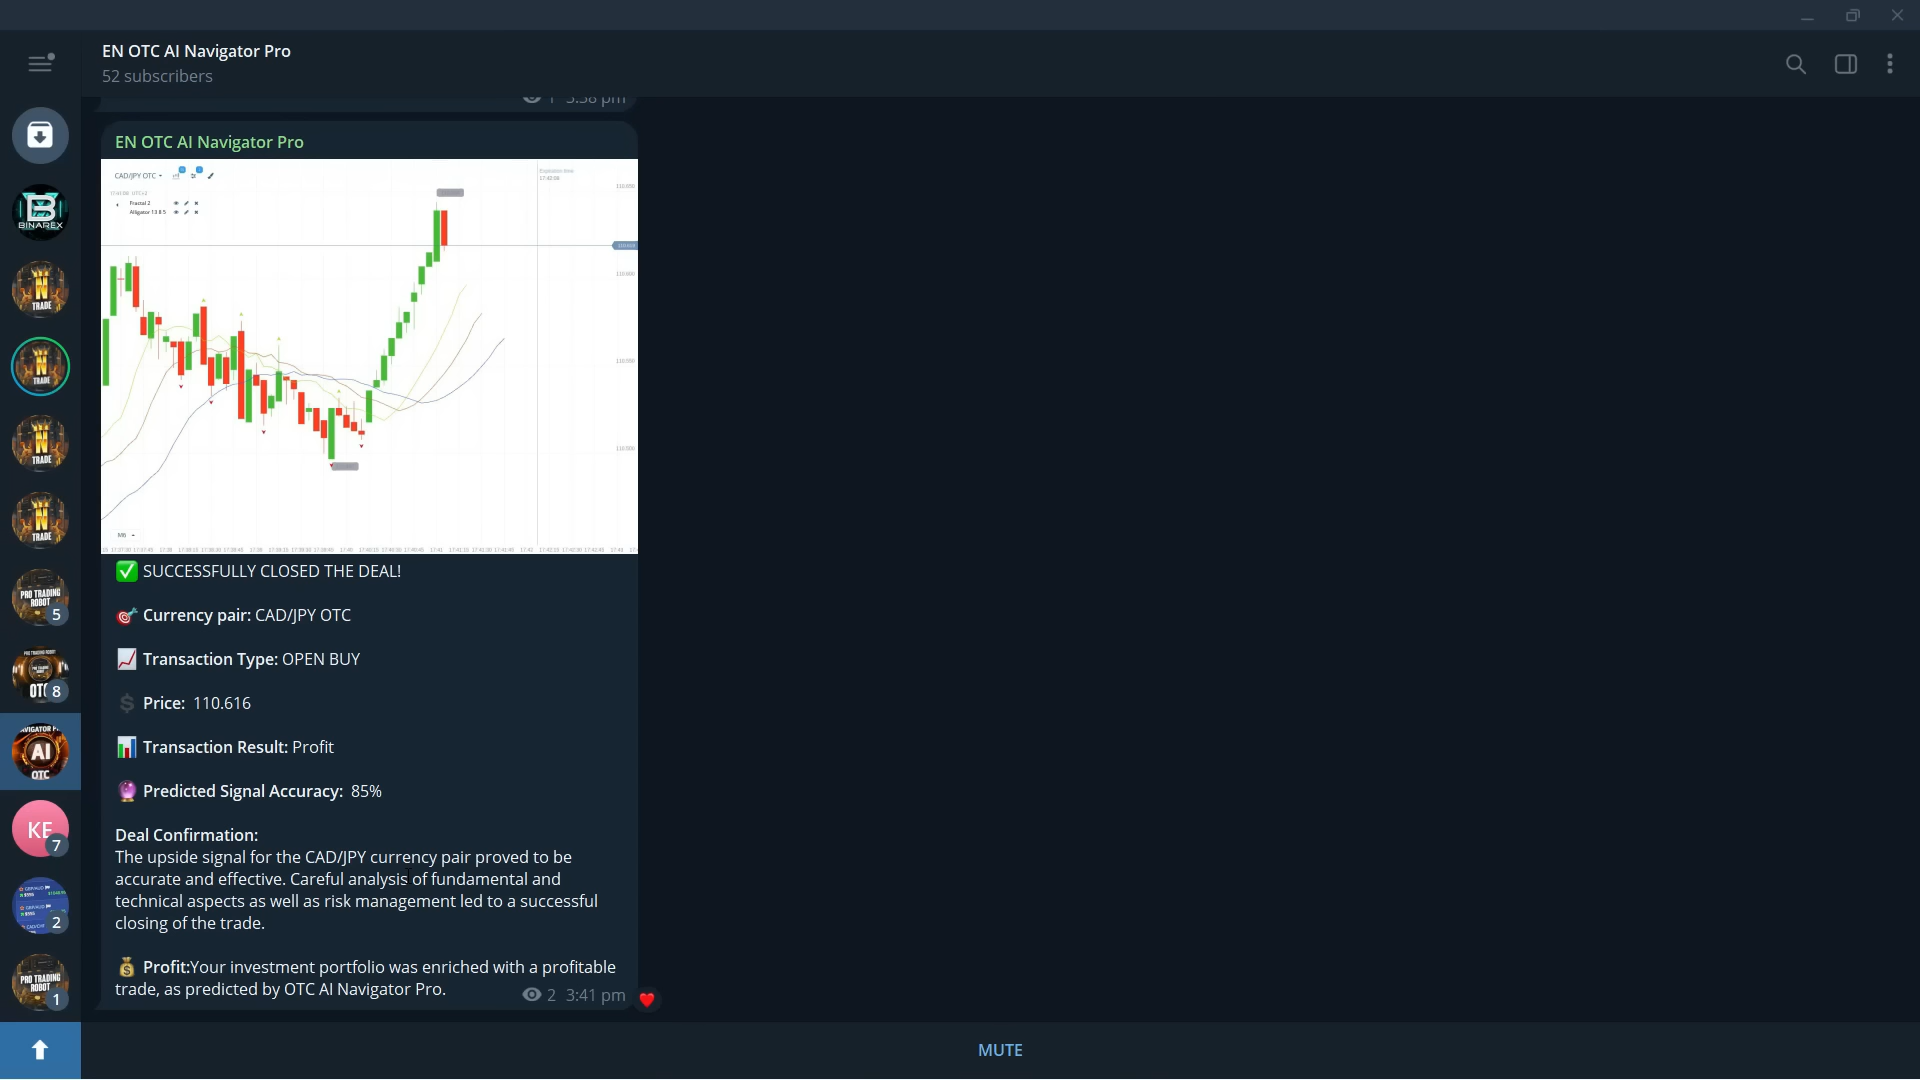 EN OTC AI Navigator Pro
52 subscribers
EN OTC AI Navigator Pro
CAD/JPY OTC
Fractal 2
Alligator 13 8 5
BINAREX
N TRADE
N TRADE
N TRADE
N TRADE
PRO TRADING ROBOT
5
PRO TRADING ROBOT
OTC
8
AI
OTC
KE
7
2
PRO TRADING ROBOT
1
✅ SUCCESSFULLY CLOSED THE DEAL!
🎯 Currency pair: CAD/JPY OTC
📈 Transaction Type: OPEN BUY
💲 Price: 110.616
📊 Transaction Result: Profit
🔮 Predicted Signal Accuracy: 85%
Deal Confirmation:
The upside signal for the CAD/JPY currency pair proved to be
accurate and effective. Careful analysis of fundamental and
technical aspects as well as risk management led to a successful
closing of the trade.
💰 Profit:Your investment portfolio was enriched with a profitable
trade, as predicted by OTC AI Navigator Pro.
2 3:41 pm
MUTE